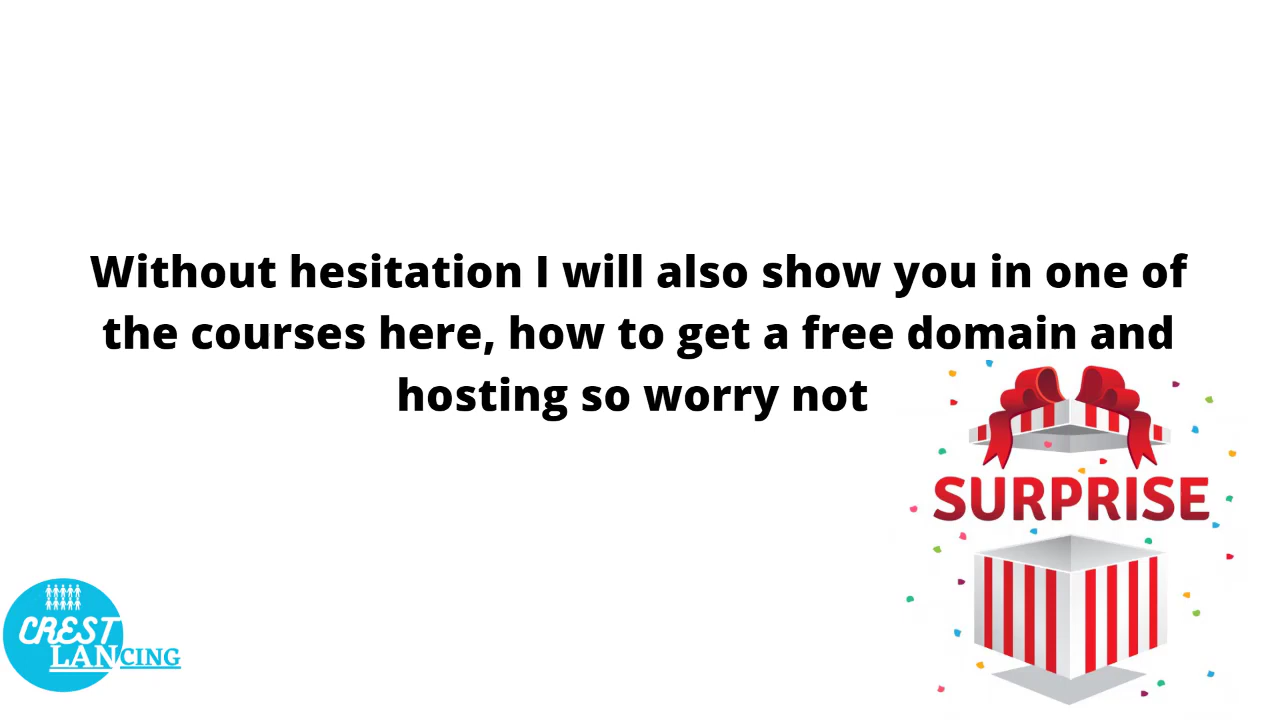 Without hesitation I will also show you in one of
the courses here, how to get a free domain and
hosting so worry not
SURPRISE
CREST
LANCING